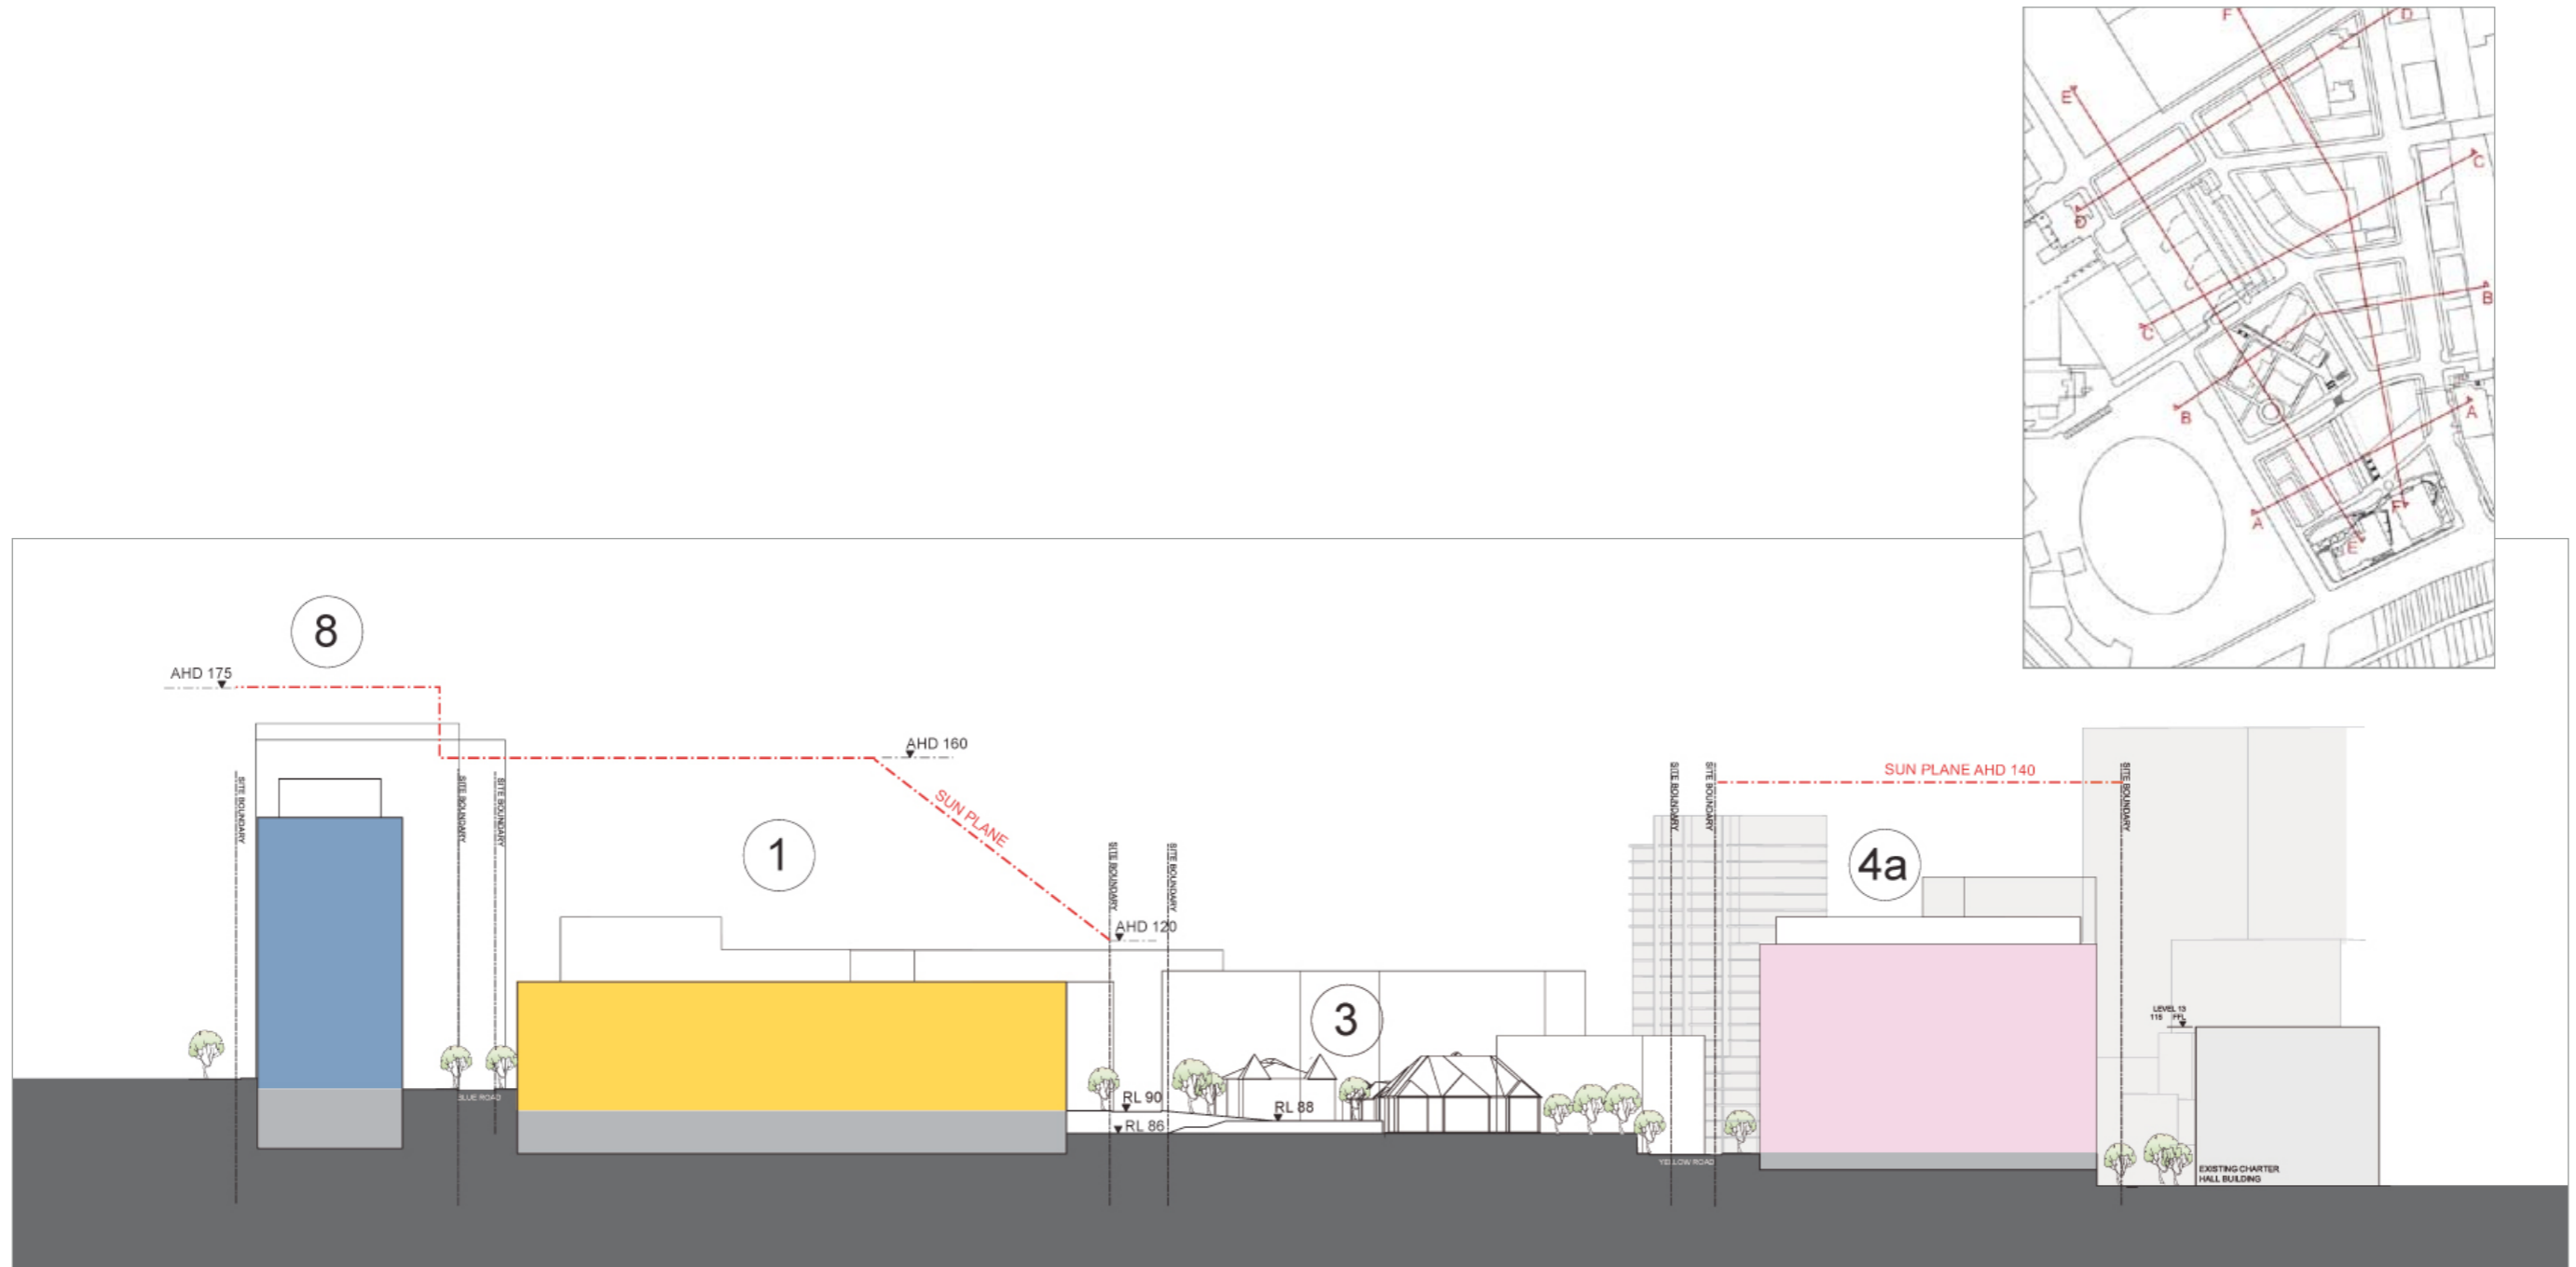 F
D
E
C
D
B
C
B
A
A
F
E
8
AHD 175
AHD 160
SUN PLANE
1
SITE BOUNDARY
SITE BOUNDARY
SITE BOUNDARY
SITE BOUNDARY
SITE BOUNDARY
AHD 120
3
RL 90
RL 88
RL 86
BLUE ROAD
SITE BOUNDARY
SITE BOUNDARY
SUN PLANE AHD 140
SITE BOUNDARY
4a
LEVEL 13
115 FFL
YELLOW ROAD
EXISTING CHARTER
HALL BUILDING